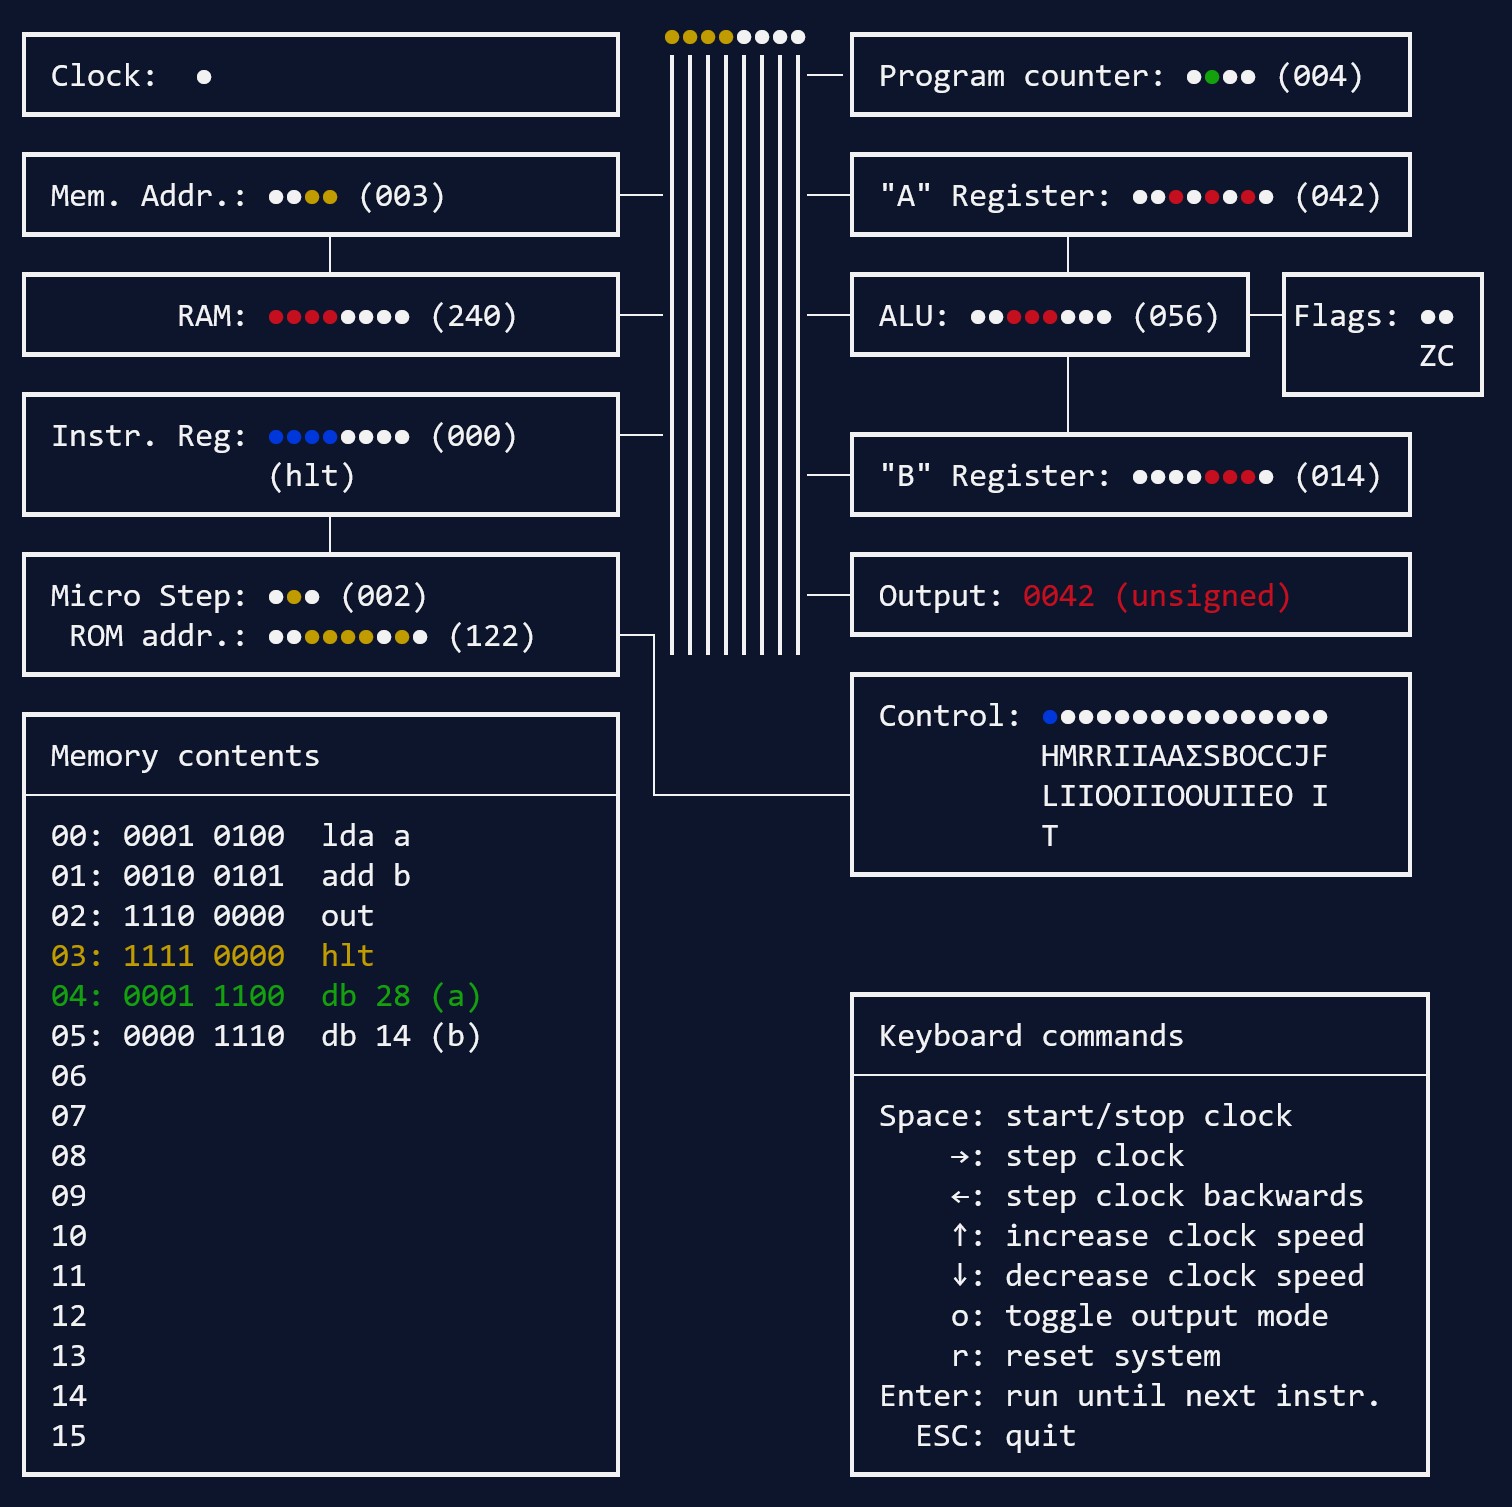 Clock: ●
Mem. Addr.: ●●●● (003)
RAM: ●●●●●●●● (240)
Instr. Reg: ●●●●●●●● (000)
(hlt)
Micro Step: ●●● (002)
ROM addr.: ●●●●●●●●● (122)
Memory contents
00: 0001 0100  lda a
01: 0010 0101  add b
02: 1110 0000  out
03: 1111 0000  hlt
04: 0001 1100  db 28 (a)
05: 0000 1110  db 14 (b)
06
07
08
09
10
11
12
13
14
15
Program counter: ●●●● (004)
"A" Register: ●●●●●●●● (042)
ALU: ●●●●●●●● (056)
Flags: ●●
ZC
"B" Register: ●●●●●●●● (014)
Output: 0042 (unsigned)
Control: ●●●●●●●●●●●●●●●●
HMRRIIAAΣSBOCCJF
LIIOOIIOOUIIEO I
T
Keyboard commands
Space: start/stop clock
→: step clock
←: step clock backwards
↑: increase clock speed
↓: decrease clock speed
o: toggle output mode
r: reset system
Enter: run until next instr.
ESC: quit